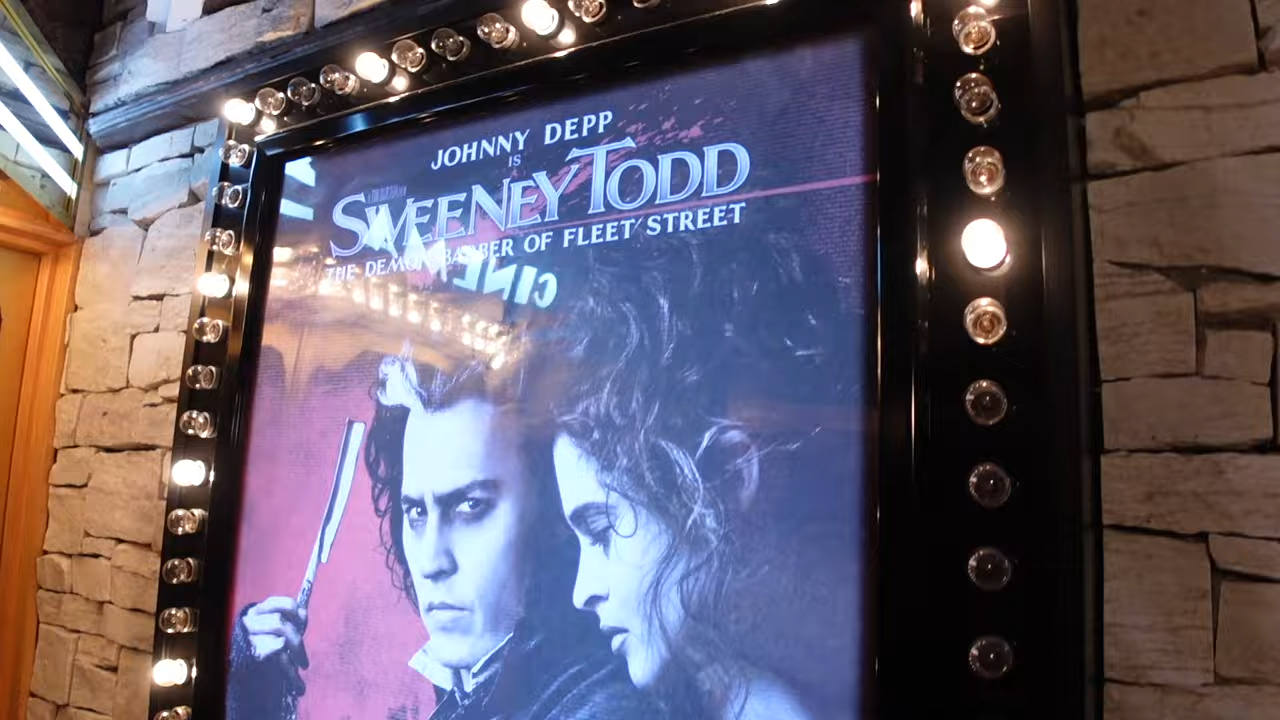 JOHNNY DEPP
IS
SWEENEY TODD
THE DEMON BARBER OF FLEET STREET